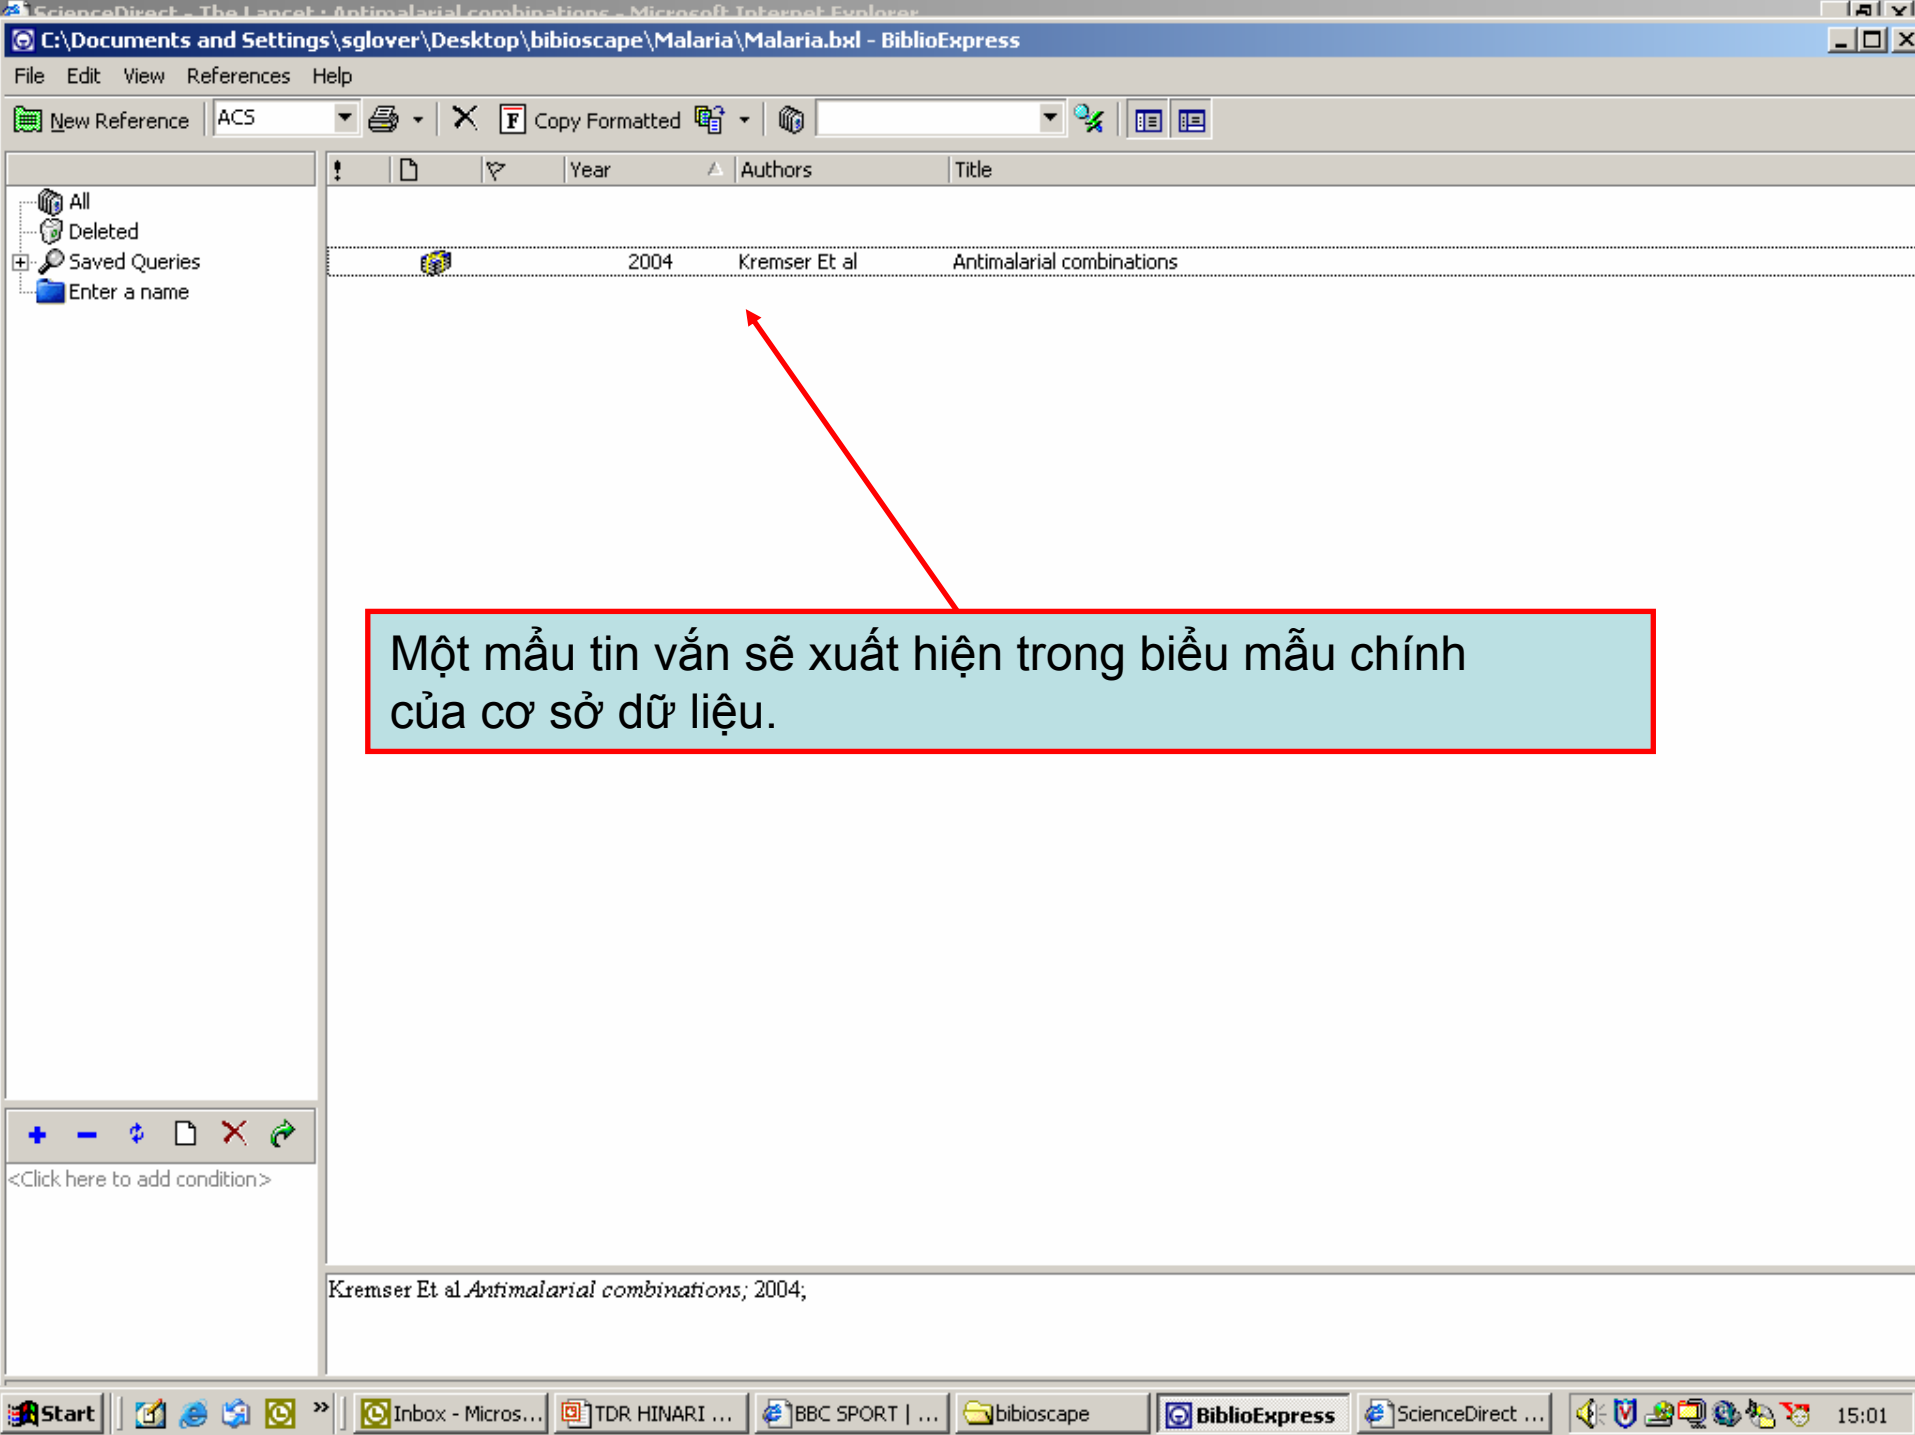 ScienceDirect - The Lancet : Antimalarial combinations - Microsoft Internet Explorer
C:\Documents and Settings\sglover\Desktop\bibioscape\Malaria\Malaria.bxl - BiblioExpress
File Edit View References Help
New Reference ACS Copy Formatted
! Year Authors Title
All
Deleted
Saved Queries
2004 Kremser Et al Antimalarial combinations
Enter a name
Một mẩu tin vắn sẽ xuất hiện trong biểu mẫu chính
của cơ sở dữ liệu.
<Click here to add condition>
Kremser Et al Antimalarial combinations; 2004;
Start » Inbox - Micros... TDR HINARI ... BBC SPORT | ... bibioscape BiblioExpress ScienceDirect ... 15:01